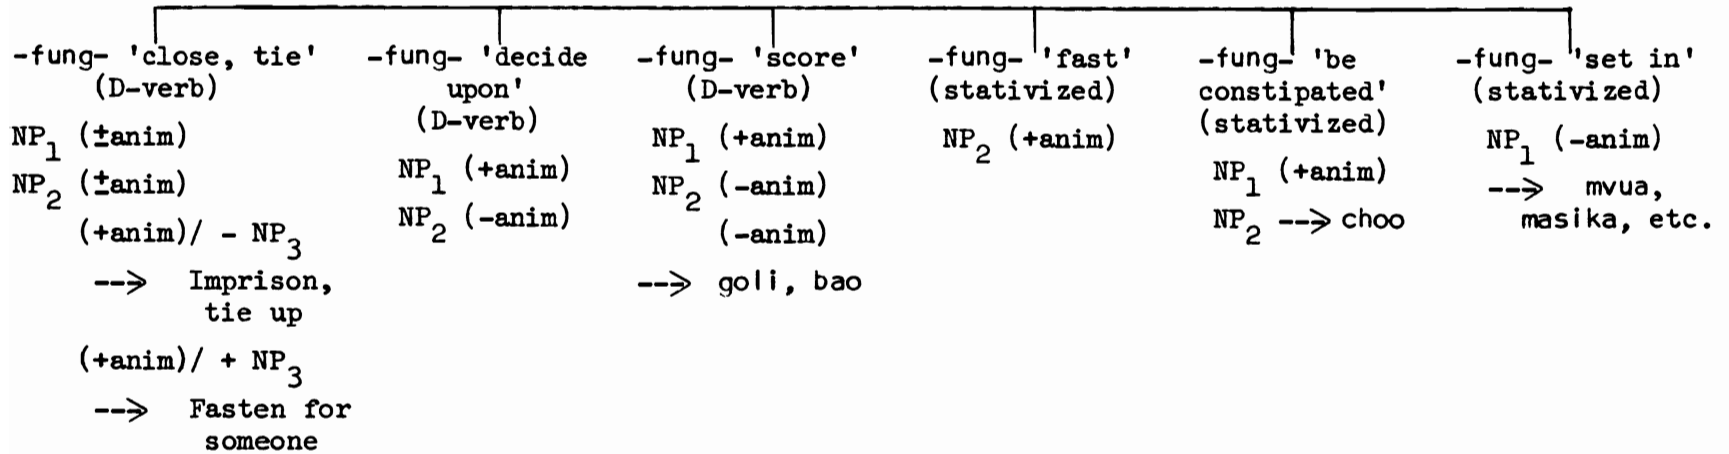 -fung- 'close, tie'
(D-verb)
NP1 (±anim)
NP2 (±anim)
(+anim)/ - NP3
--> Imprison,
tie up
(+anim)/ + NP3
--> Fasten for
someone
-fung- 'decide
upon'
(D-verb)
NP1 (+anim)
NP2 (-anim)
-fung- 'score'
(D-verb)
NP1 (+anim)
NP2 (-anim)
(-anim)
--> goli, bao
-fung- 'fast'
(stativized)
NP2 (+anim)
-fung- 'be
constipated'
(stativized)
NP1 (+anim)
NP2 --> choo
-fung- 'set in'
(stativized)
NP1 (-anim)
--> mvua,
masika, etc.